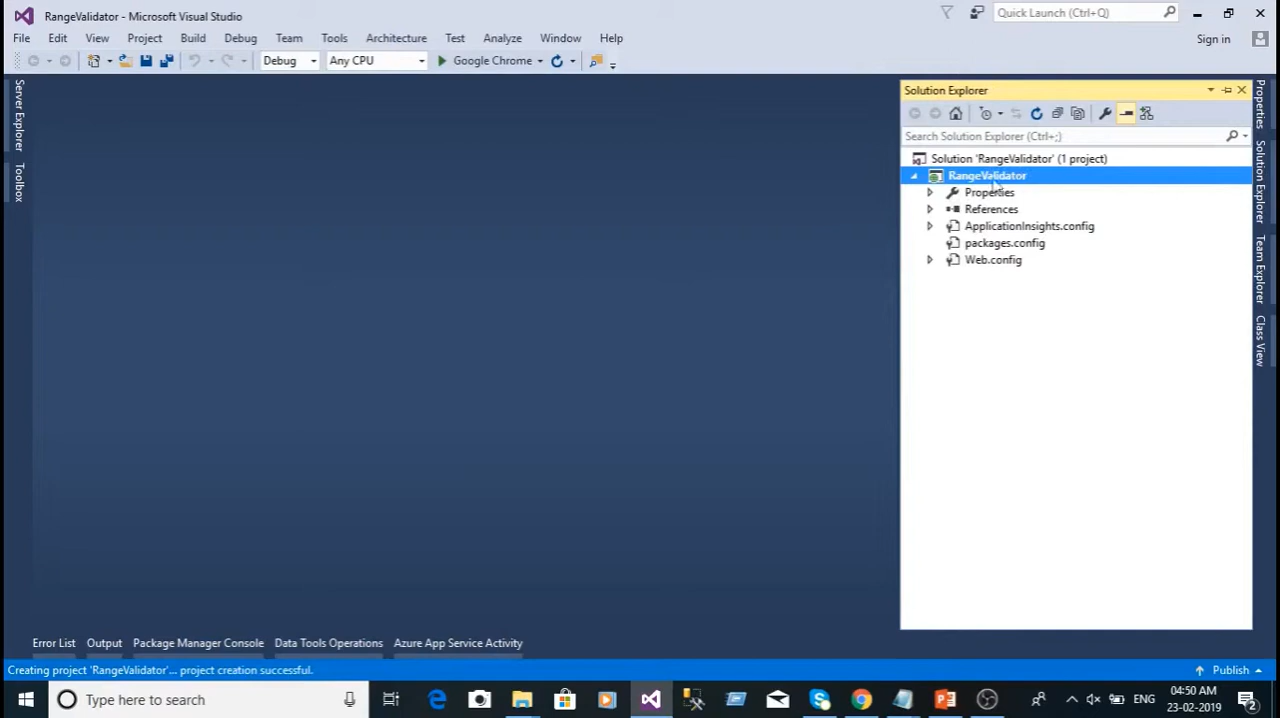 RangeValidator - Microsoft Visual Studio
Quick Launch (Ctrl+Q)
File Edit View Project Build Debug Team Tools Architecture Test Analyze Window Help
Sign in
Debug Any CPU Google Chrome
Server Explorer
Toolbox
Solution Explorer
Search Solution Explorer (Ctrl+;)
Solution 'RangeValidator' (1 project)
RangeValidator
Properties
References
ApplicationInsights.config
packages.config
Web.config
Properties
Solution Explorer
Team Explorer
Class View
Error List Output Package Manager Console Data Tools Operations Azure App Service Activity
Creating project 'RangeValidator'... project creation successful.
Publish
Type here to search
ENG
04:50 AM
23-02-2019
2